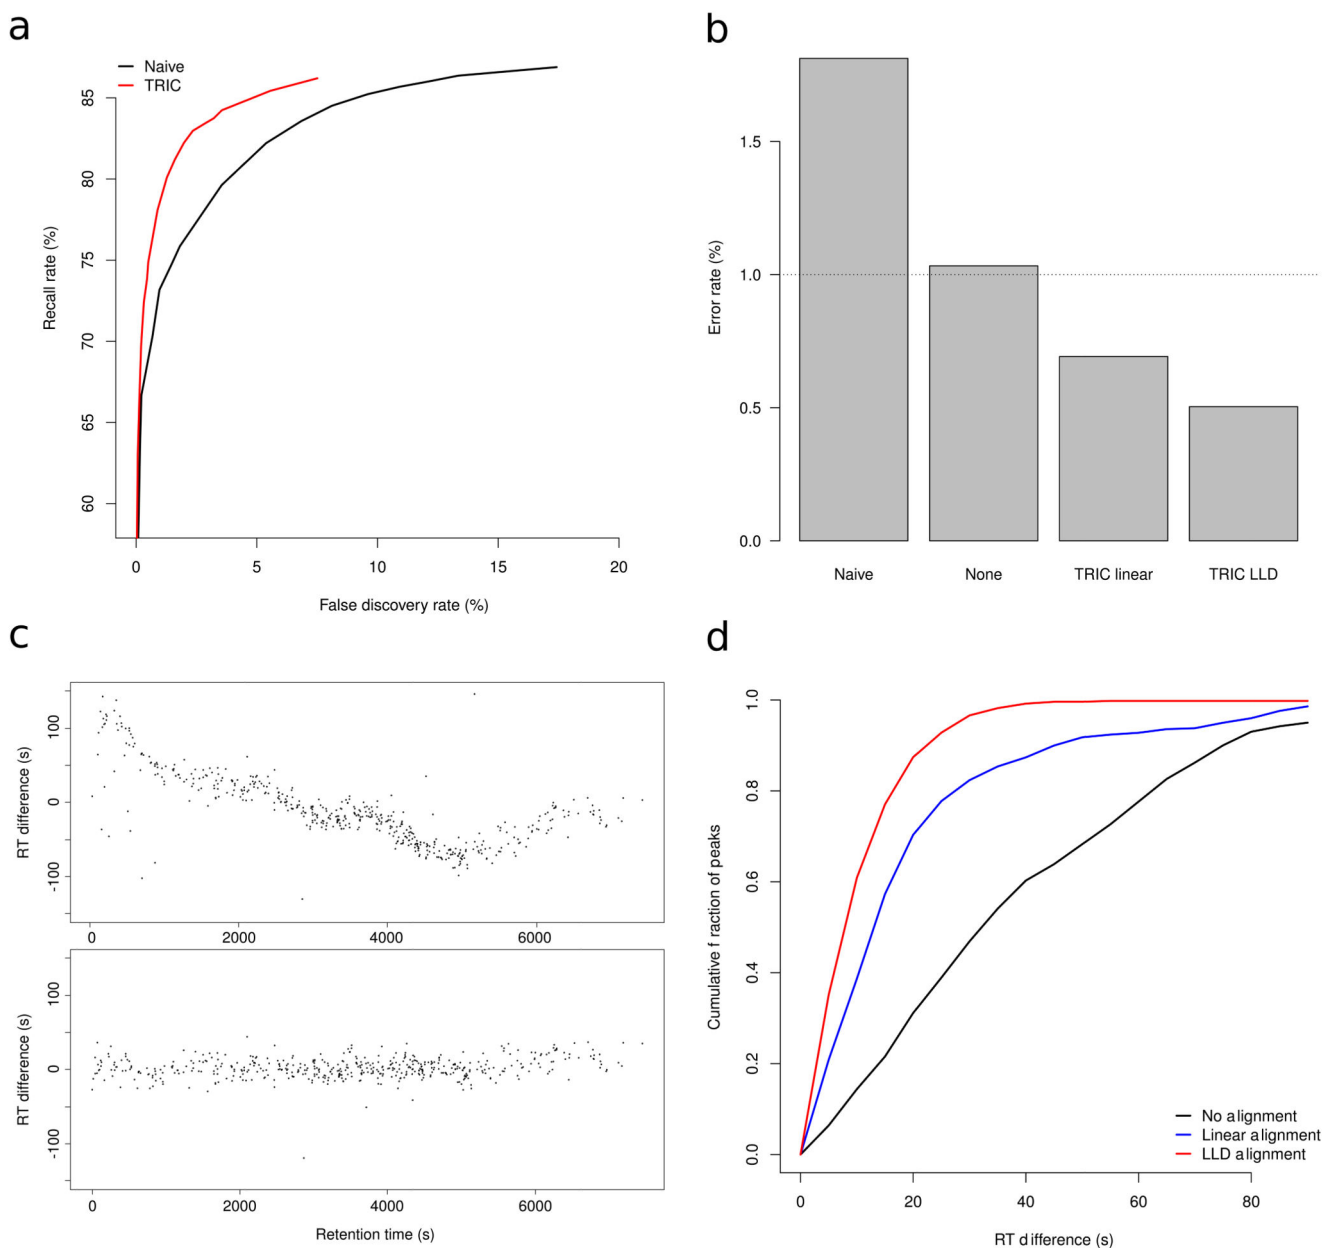 a
Naive
TRIC
85
80
75
70
65
60
Recall rate (%)
0 5 10 15 20
False discovery rate (%)
b
1.5
1.0
0.5
0.0
Error rate (%)
Naive None TRIC linear TRIC LLD
c
100
0
-100
RT difference (s)
0 2000 4000 6000
100
0
-100
RT difference (s)
0 2000 4000 6000
Retention time (s)
d
1.0
0.8
0.6
0.4
0.2
0.0
Cumulative f raction of peaks
No alignment
Linear alignment
LLD alignment
0 20 40 60 80
RT difference (s)